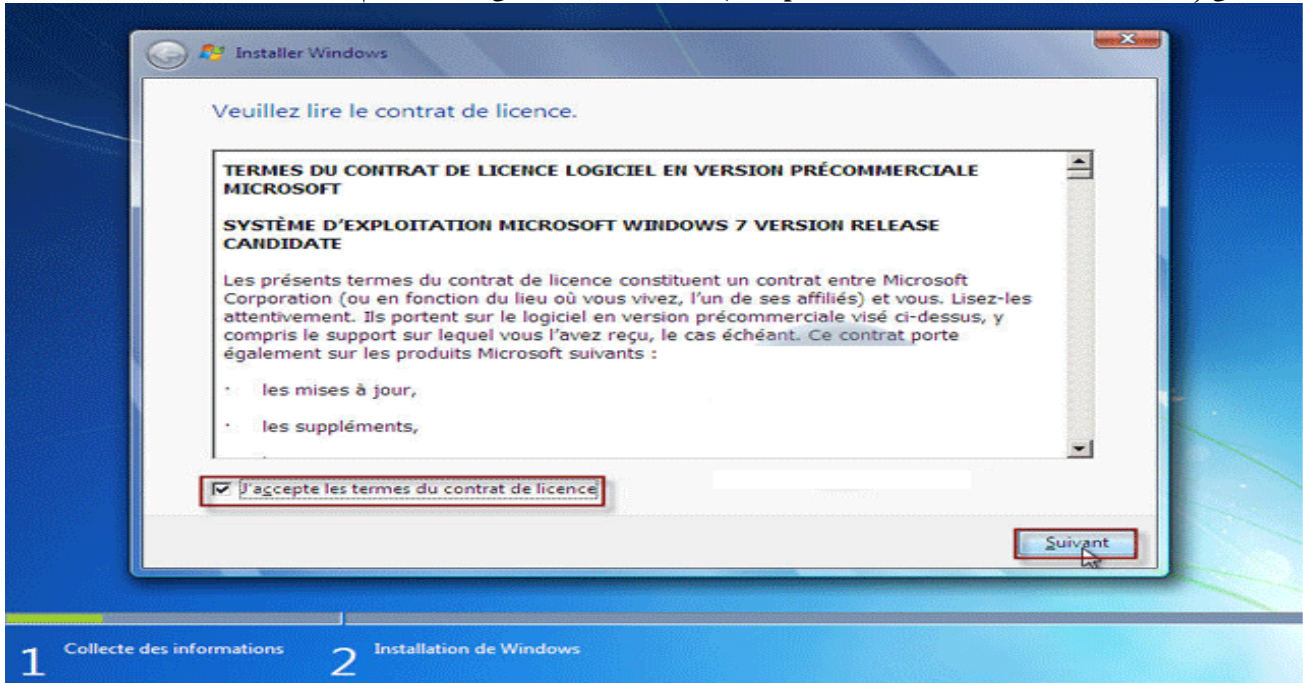 Installer Windows
Veuillez lire le contrat de licence.
TERMES DU CONTRAT DE LICENCE LOGICIEL EN VERSION PRÉCOMMERCIALE
MICROSOFT
SYSTÈME D'EXPLOITATION MICROSOFT WINDOWS 7 VERSION RELEASE
CANDIDATE
Les présents termes du contrat de licence constituent un contrat entre Microsoft
Corporation (ou en fonction du lieu où vous vivez, l'un de ses affiliés) et vous. Lisez-les
attentivement. Ils portent sur le logiciel en version précommerciale visé ci-dessus, y
compris le support sur lequel vous l'avez reçu, le cas échéant. Ce contrat porte
également sur les produits Microsoft suivants :
· les mises à jour,
· les suppléments,
J'accepte les termes du contrat de licence
Suivant
1 Collecte des informations 2 Installation de Windows